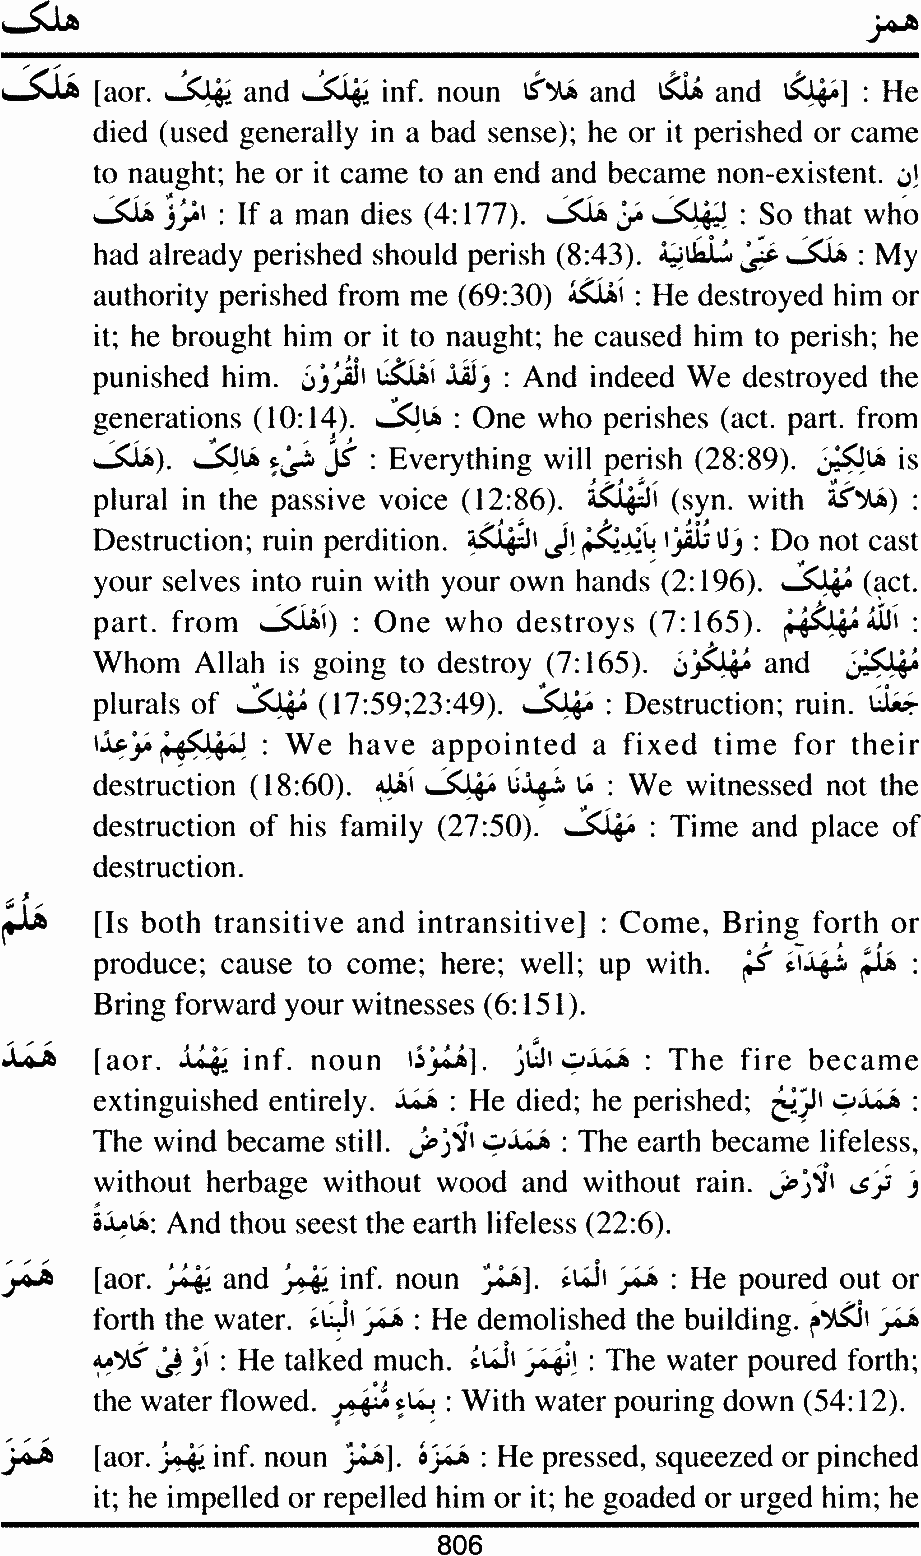 هلک همز
هَلَکَ [aor. یَهْلِکُ and یَهْلَکُ inf. noun هَلاکًا and هُلْکًا and مَهْلِکًا] : He
died (used generally in a bad sense); he or it perished or came
to naught; he or it came to an end and became non-existent. اِن
امْرُؤٌ هَلَکَ : If a man dies (4:177). لِیَهْلِکَ مَنْ هَلَکَ : So that who
had already perished should perish (8:43). هَلَکَ عَنِّیْ سُلْطَانِیَهْ : My
authority perished from me (69:30) اَهْلَکَهٗ : He destroyed him or
it; he brought him or it to naught; he caused him to perish; he
punished him. وَلَقَدْ اَهْلَکْنَا الْقُرُوْنَ : And indeed We destroyed the
generations (10:14). هَالِکٌ : One who perishes (act. part. from
هَلَکَ). کُلُّ شَیْءٍ هَالِکٌ : Everything will perish (28:89). هَالِکِیْنَ is
plural in the passive voice (12:86). اَلتَّهْلُکَةُ (syn. with هَلاکَةٌ) :
Destruction; ruin perdition. وَلا تُلْقُوْا بِاَیْدِیْکُمْ اِلَی التَّهْلُکَةِ : Do not cast
your selves into ruin with your own hands (2:196). مُهْلِکٌ (act.
part. from اَهْلَکَ) : One who destroys (7:165). اَللّٰهُ مُهْلِکُهُمْ :
Whom Allah is going to destroy (7:165). مُهْلِکُوْنَ and مُهْلِکِیْنَ
plurals of مُهْلِکٌ (17:59;23:49). مَهْلِکٌ : Destruction; ruin. جَعَلْنَا
لِمَهْلِکِهِمْ مَوْعِدًا : We have appointed a fixed time for their
destruction (18:60). مَا شَهِدْنَا مَهْلِکَ اَهْلِهٖ : We witnessed not the
destruction of his family (27:50). مَهْلَکٌ : Time and place of
destruction.
هَلُمَّ [Is both transitive and intransitive] : Come, Bring forth or
produce; cause to come; here; well; up with. هَلُمَّ شُهَدَآءَ کُمْ :
Bring forward your witnesses (6:151).
هَمَدَ [aor. یَهْمُدُ inf. noun هُمُوْدًا]. هَمَدَتِ النَّارُ : The fire became
extinguished entirely. هَمَدَ : He died; he perished; هَمَدَتِ الرِّیْحُ :
The wind became still. هَمَدَتِ الْاَرْضُ : The earth became lifeless,
without herbage without wood and without rain. وَ تَرَی الْاَرْضَ
هَامِدَةً: And thou seest the earth lifeless (22:6).
هَمَرَ [aor. یَهْمُرُ and یَهْمِرُ inf. noun هَمْرٌ]. هَمَرَ الْمَاءَ : He poured out or
forth the water. هَمَرَ الْبِنَاءَ : He demolished the building. هَمَرَ الْکَلامَ
اَوْ فِیْ کَلامِهٖ : He talked much. اِنْهَمَرَ الْمَاءُ : The water poured forth;
the water flowed. بِمَاءٍ مُّنْهَمِرٍ : With water pouring down (54:12).
هَمَزَ [aor. یَهْمِزُ inf. noun هَمْزٌ]. هَمَزَهٗ : He pressed, squeezed or pinched
it; he impelled or repelled him or it; he goaded or urged him; he
806